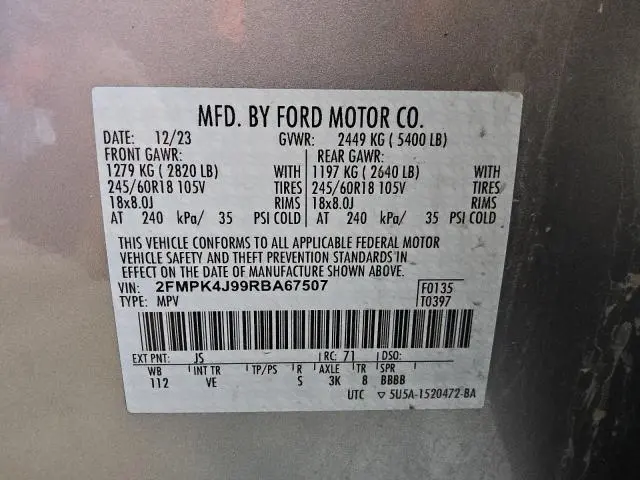 MFD. BY FORD MOTOR CO.
DATE: 12/23 GVWR: 2449 KG ( 5400 LB)
FRONT GAWR: REAR GAWR:
1279 KG ( 2820 LB) WITH 1197 KG ( 2640 LB) WITH
245/60R18 105V TIRES 245/60R18 105V TIRES
18x8.0J RIMS 18x8.0J RIMS
AT 240 kPa/ 35 PSI COLD AT 240 kPa/ 35 PSI COLD
THIS VEHICLE CONFORMS TO ALL APPLICABLE FEDERAL MOTOR
VEHICLE SAFETY AND THEFT PREVENTION STANDARDS IN
EFFECT ON THE DATE OF MANUFACTURE SHOWN ABOVE.
VIN: 2FMPK4J99RBA67507 F0135
TYPE: MPV T0397
EXT PNT: JS RC: 71 DSO:
WB INT TR TP/PS R AXLE TR SPR
112 VE S 3K 8 BBBB
UTC ▽ 5U5A-1520472-BA